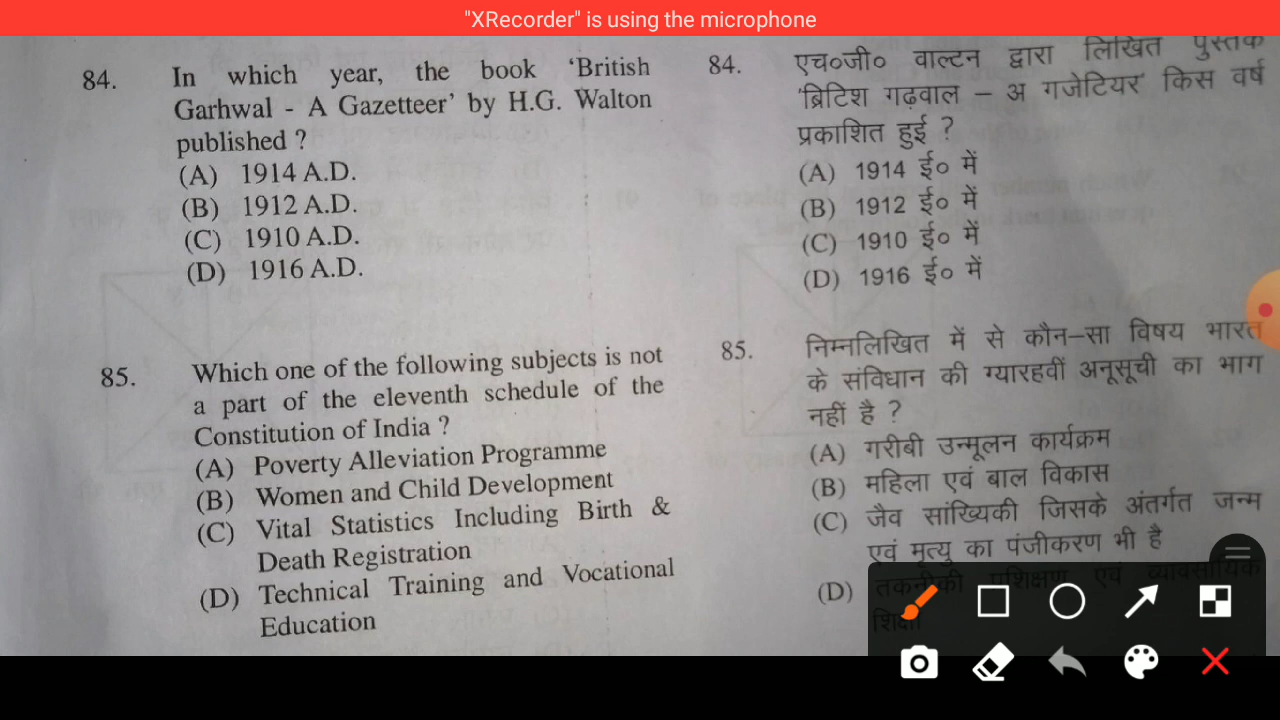 "XRecorder" is using the microphone
84. In which year, the book ‘British
Garhwal - A Gazetteer’ by H.G. Walton
published ?
(A) 1914 A.D.
(B) 1912 A.D.
(C) 1910 A.D.
(D) 1916 A.D.
85. Which one of the following subjects is not
a part of the eleventh schedule of the
Constitution of India ?
(A) Poverty Alleviation Programme
(B) Women and Child Development
(C) Vital Statistics Including Birth &
Death Registration
(D) Technical Training and Vocational
Education
84. एच०जी० वाल्टन द्वारा लिखित पुस्तक
‘ब्रिटिश गढ़वाल – अ गजेटियर’ किस वर्ष
प्रकाशित हुई ?
(A) 1914 ई० में
(B) 1912 ई० में
(C) 1910 ई० में
(D) 1916 ई० में
85. निम्नलिखित में से कौन–सा विषय भारत
के संविधान की ग्यारहवीं अनूसूची का भाग
नहीं है ?
(A) गरीबी उन्मूलन कार्यक्रम
(B) महिला एवं बाल विकास
(C) जैव सांख्यिकी जिसके अंतर्गत जन्म
एवं मृत्यु का पंजीकरण भी है
(D) तकनीकी प्रशिक्षण एवं व्यावसायिक
शिक्षा